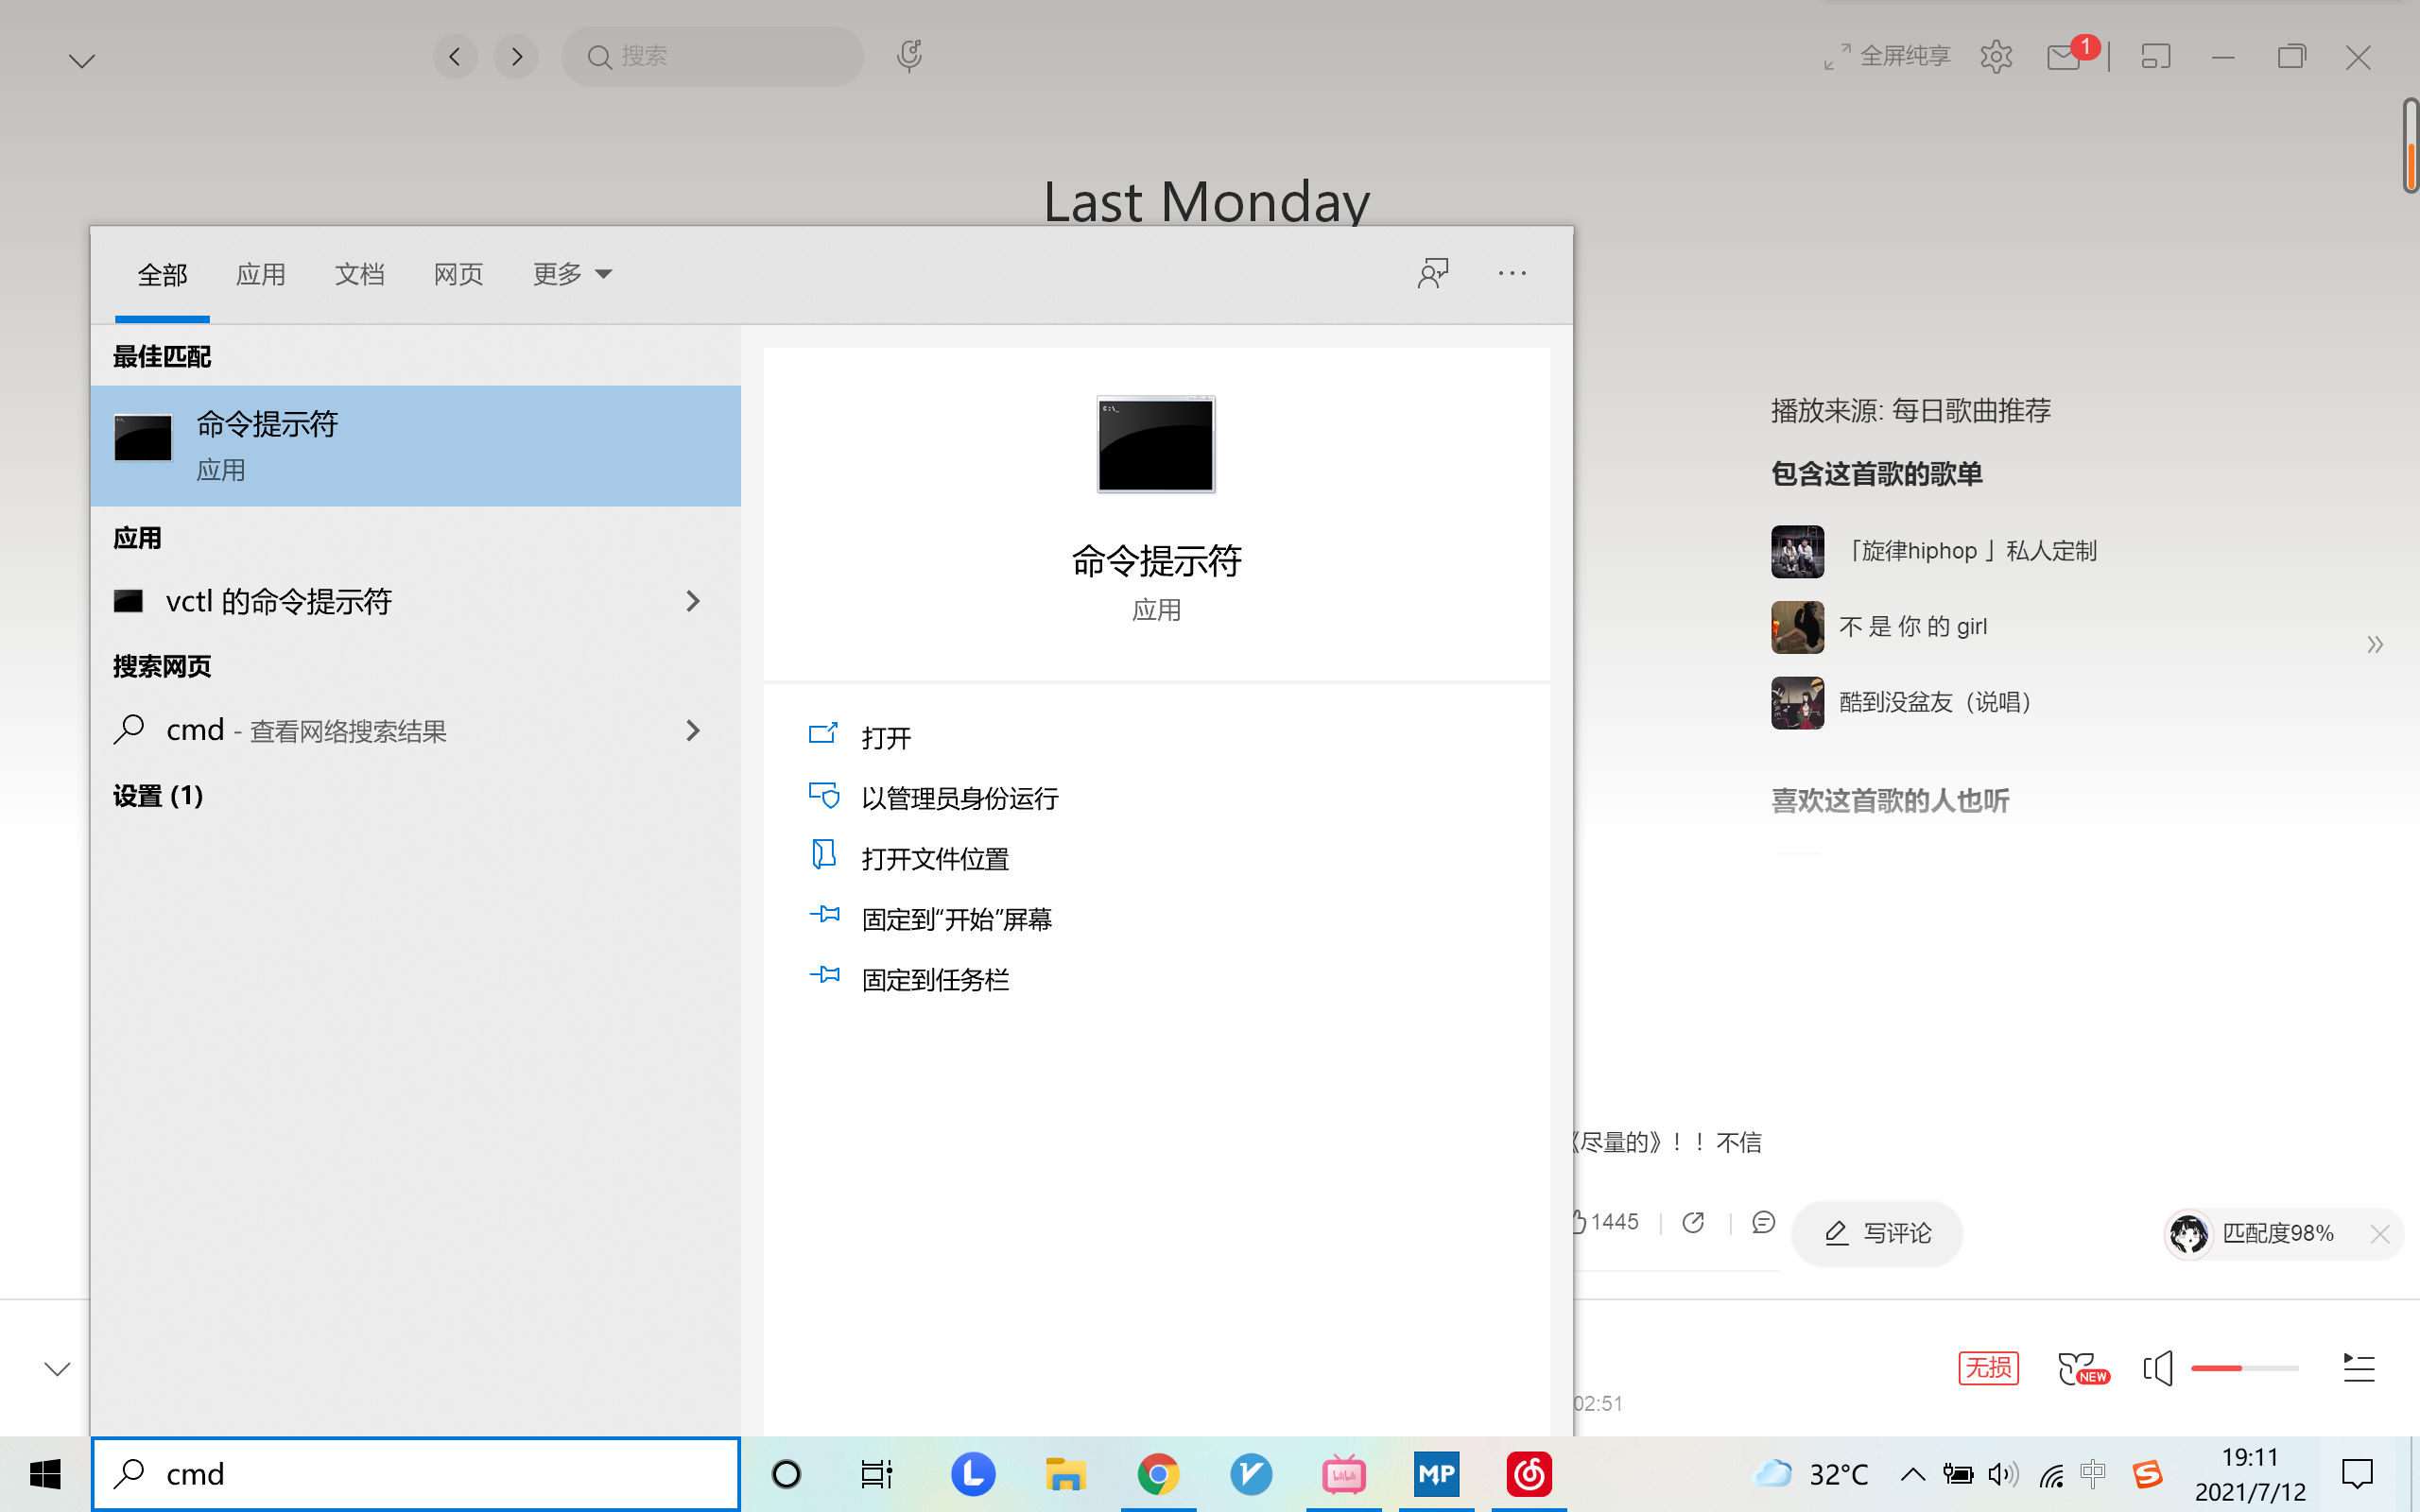 搜索
全屏纯享
1
Last Monday
全部 应用 文档 网页 更多
最佳匹配
命令提示符
应用
应用
vctl 的命令提示符
搜索网页
cmd - 查看网络搜索结果
设置 (1)
命令提示符
应用
打开
以管理员身份运行
打开文件位置
固定到“开始”屏幕
固定到任务栏
播放来源: 每日歌曲推荐
包含这首歌的歌单
「旋律hiphop 」私人定制
不 是 你 的 girl
酷到没盆友（说唱）
喜欢这首歌的人也听
《尽量的》！！不信
1445
写评论
匹配度98%
无损
NEW
02:51
cmd
32°C
中
19:11
2021/7/12